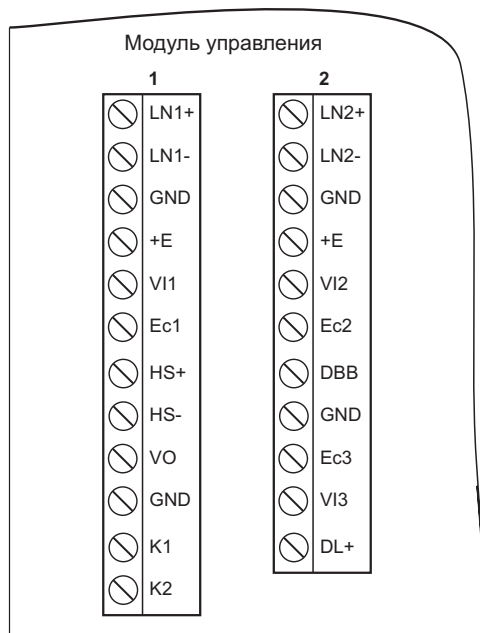 Модуль управления
1
LN1+
LN1-
GND
+E
VI1
Ec1
HS+
HS-
VO
GND
K1
K2
2
LN2+
LN2-
GND
+E
VI2
Ec2
DBB
GND
Ec3
VI3
DL+